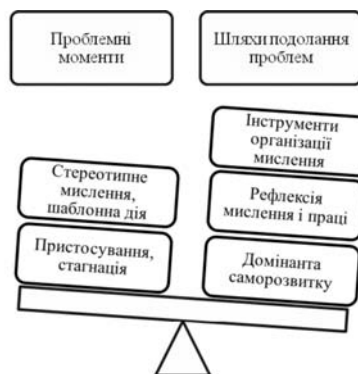 Проблемні
моменти
Шляхи подолання
проблем
Стереотипне
мислення,
шаблонна дія
Пристосування,
стагнація
Інструменти
організації
мислення
Рефлексія
мислення і праці
Домінанта
саморозвитку